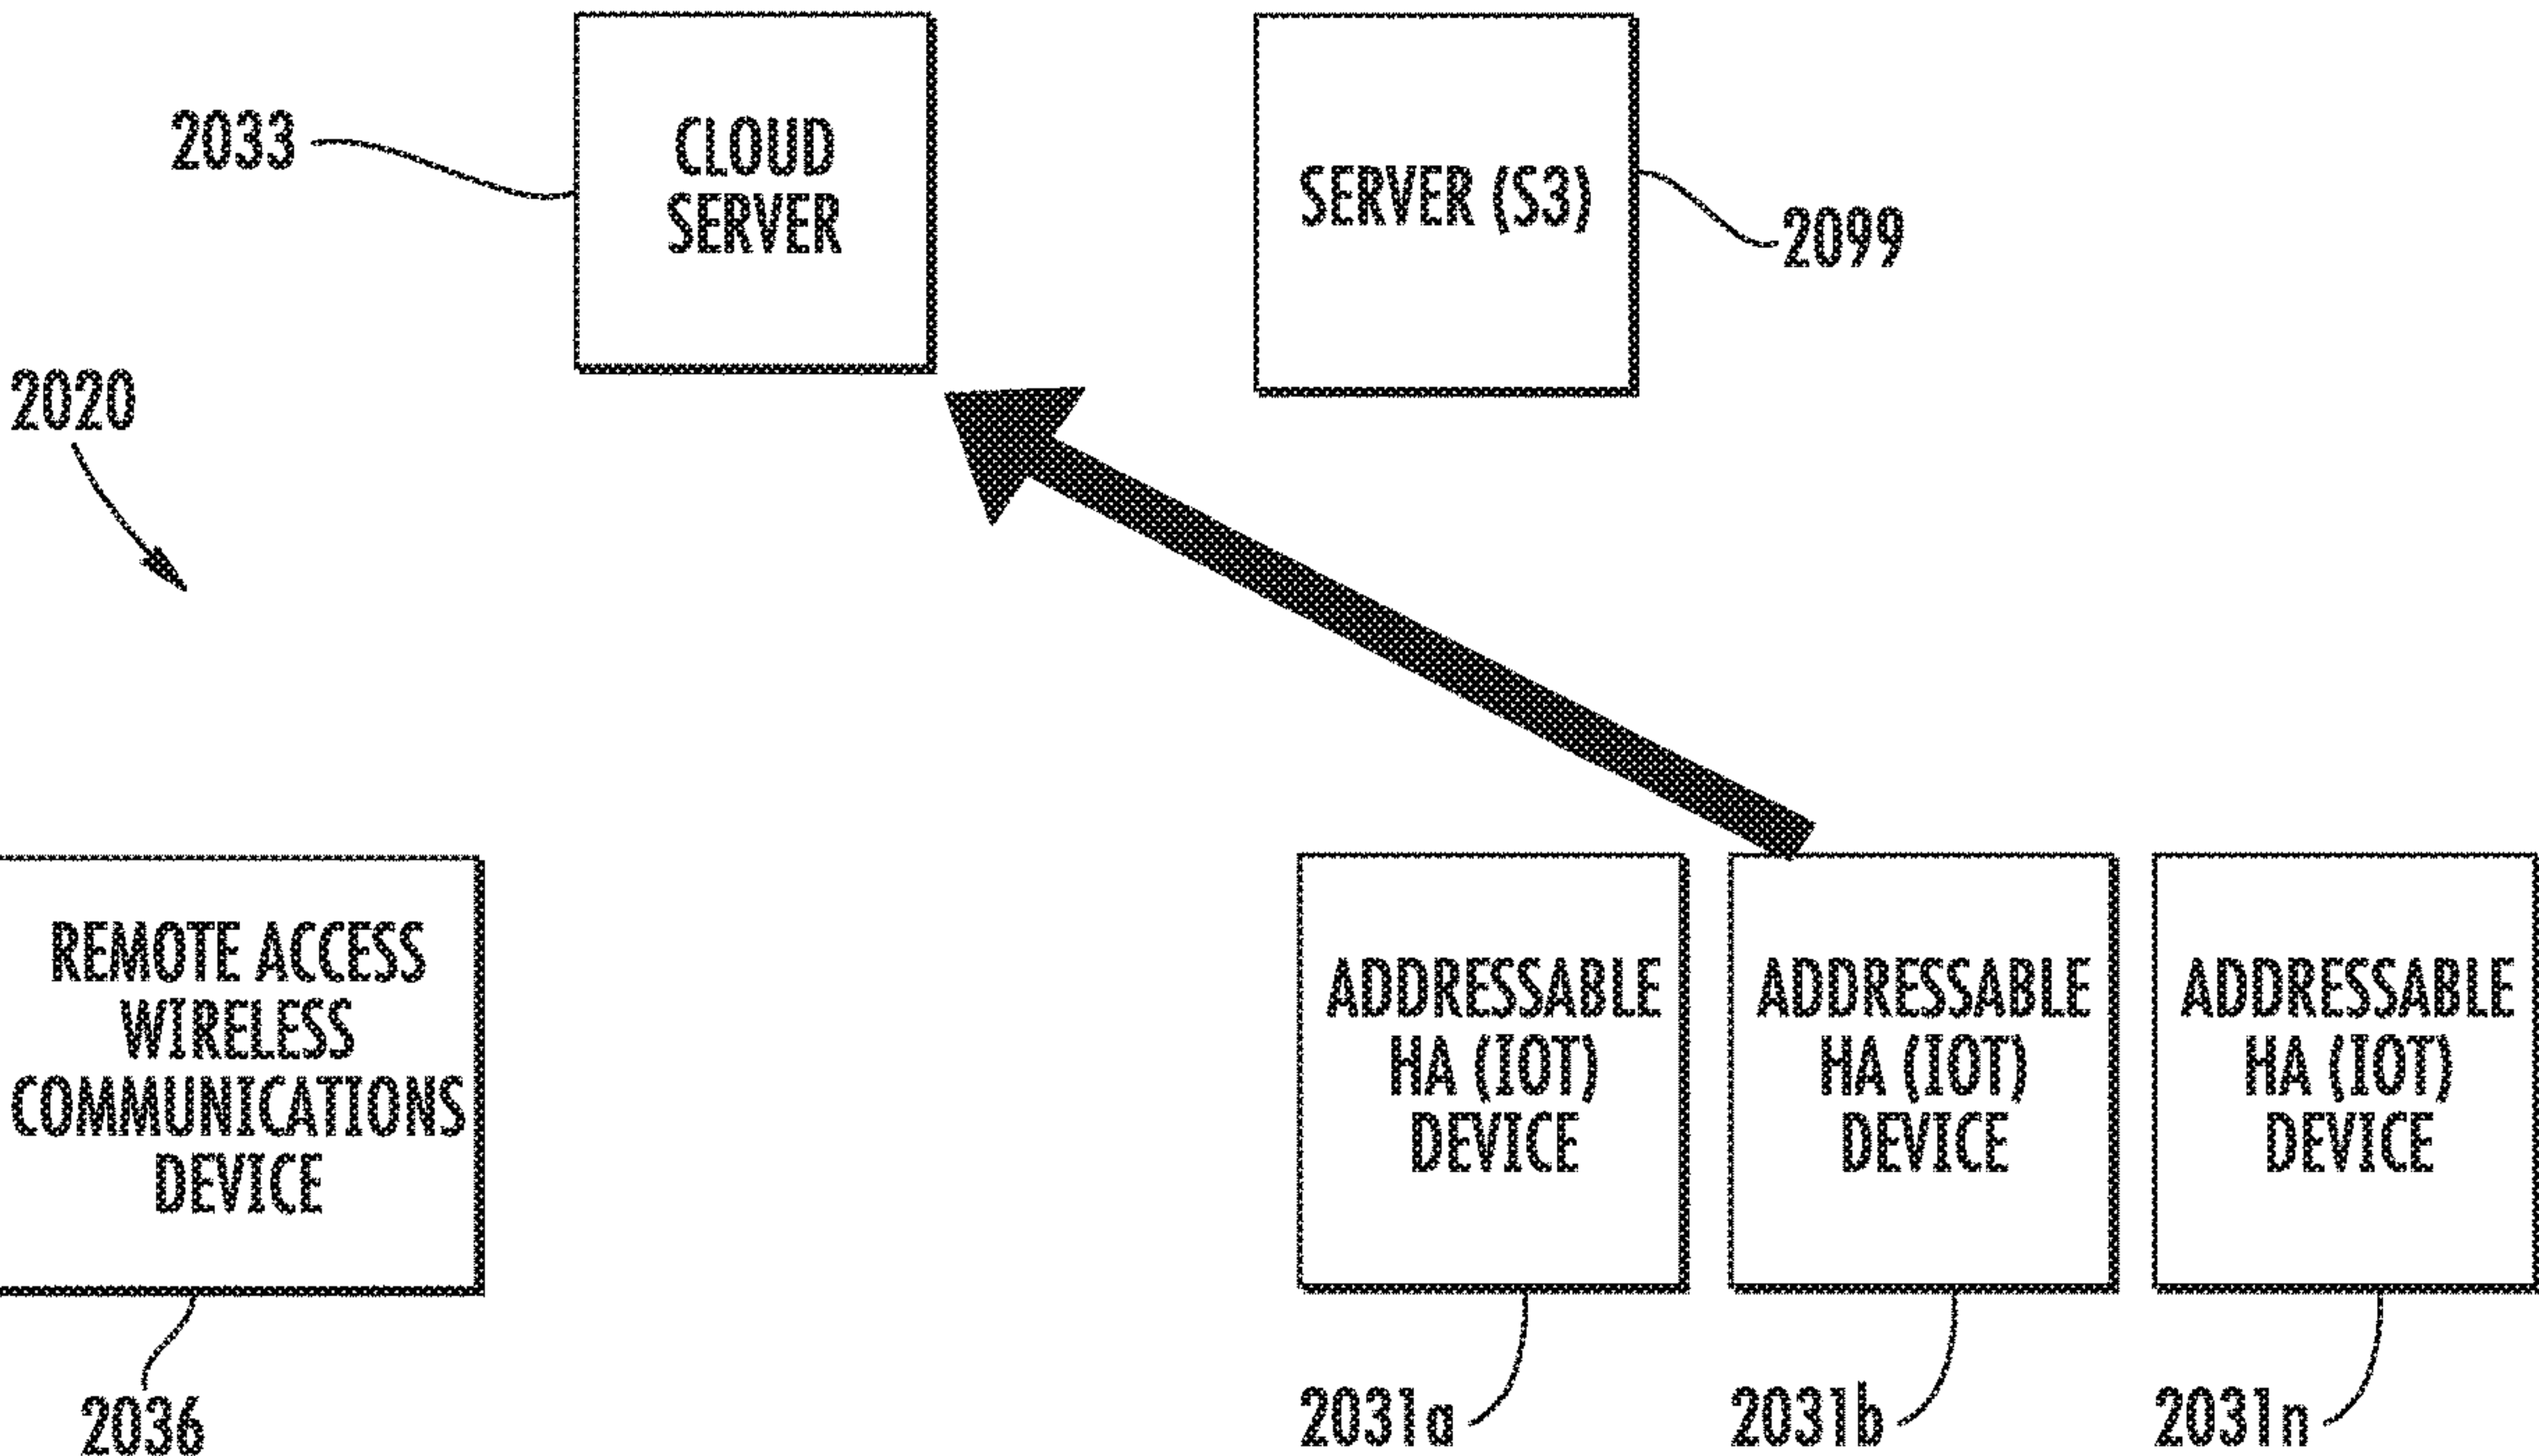 2033
CLOUD
SERVER
SERVER (S3)
2099
2020
REMOTE ACCESS
WIRELESS
COMMUNICATIONS
DEVICE
2036
ADDRESSABLE
HA (IOT)
DEVICE
2031a
ADDRESSABLE
HA (IOT)
DEVICE
2031b
ADDRESSABLE
HA (IOT)
DEVICE
2031n